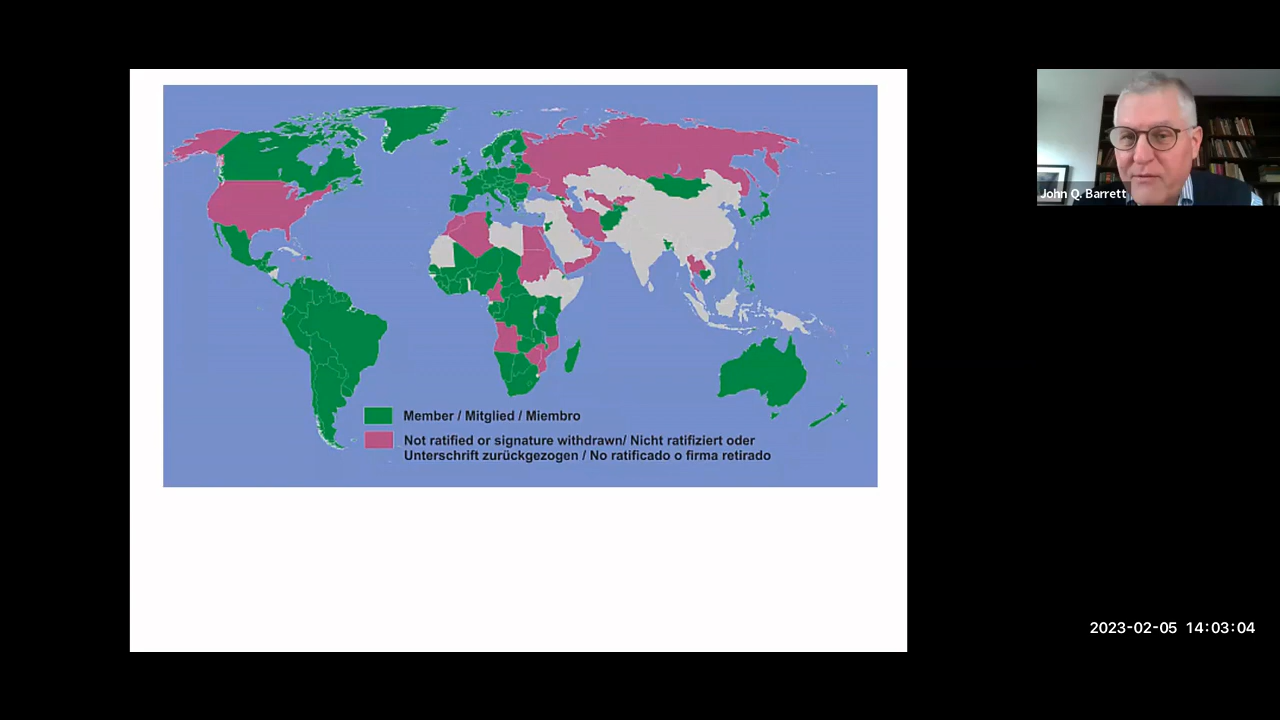 John Q. Barrett
Member / Mitglied / Miembro
Not ratified or signature withdrawn/ Nicht ratifiziert oder
Unterschrift zurückgezogen / No ratificado o firma retirado
2023-02-05 14:03:04